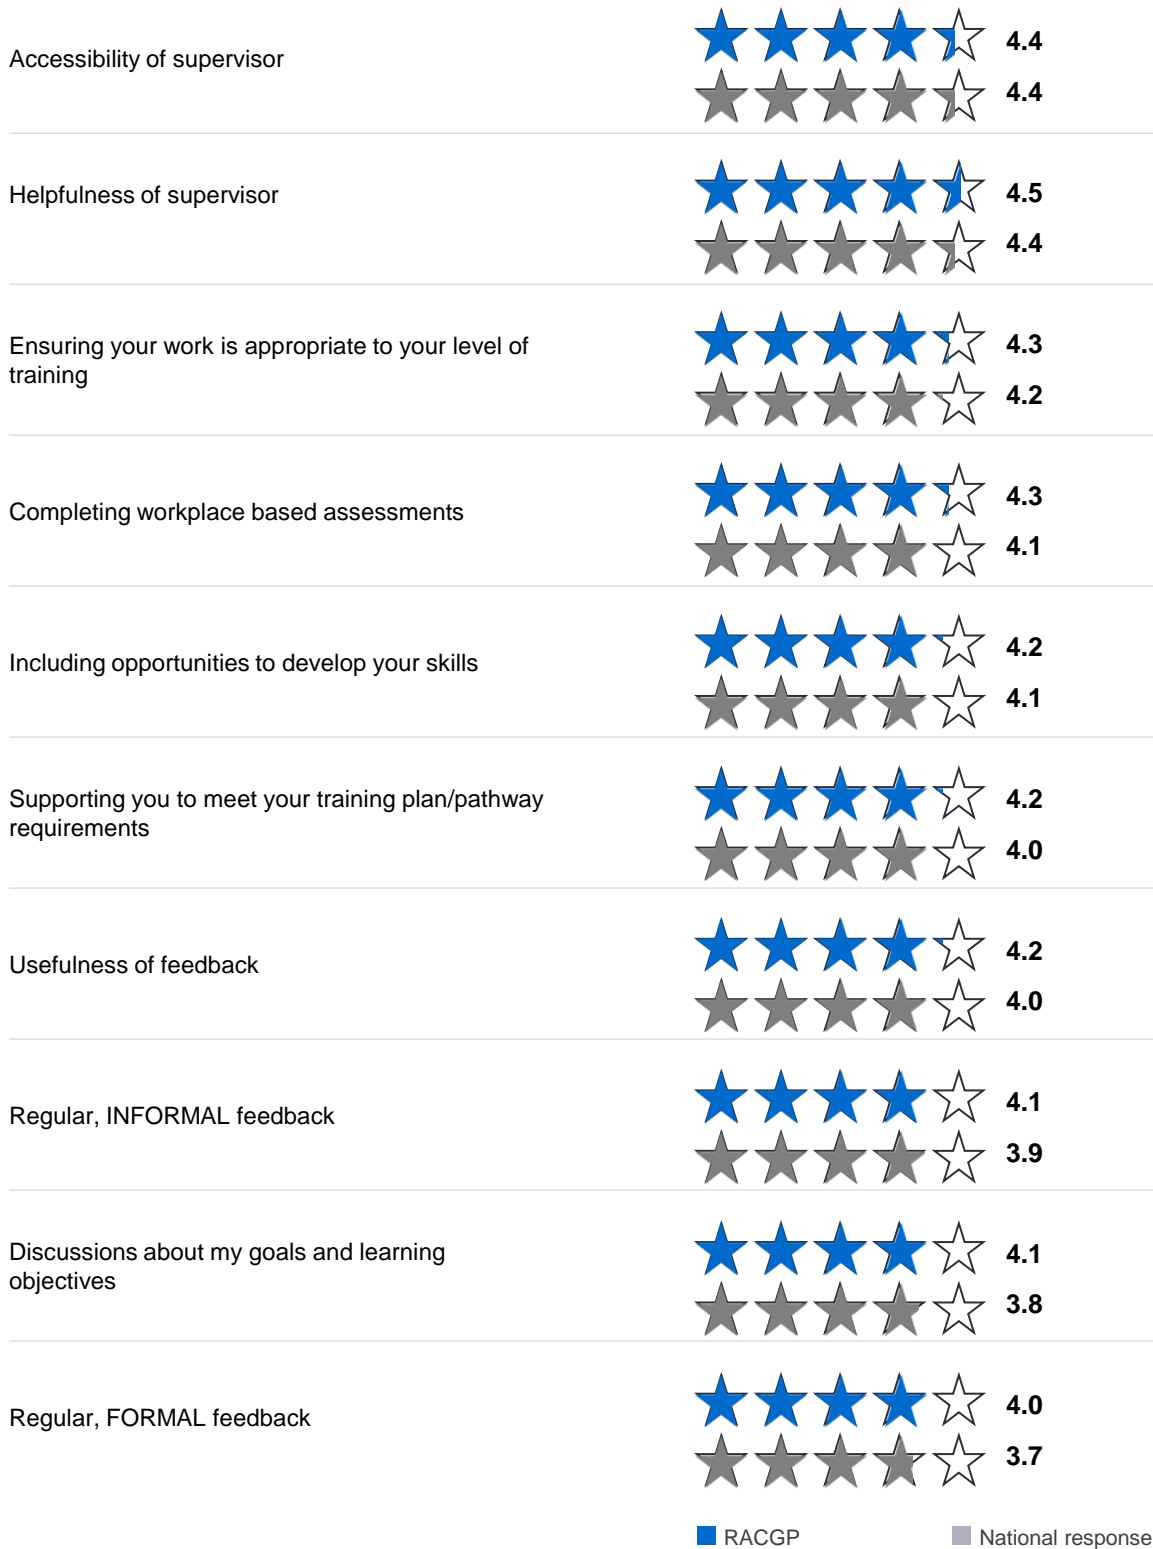 Accessibility of supervisor
4.4
4.4
Helpfulness of supervisor
4.5
4.4
Ensuring your work is appropriate to your level of
training
4.3
4.2
Completing workplace based assessments
4.3
4.1
Including opportunities to develop your skills
4.2
4.1
Supporting you to meet your training plan/pathway
requirements
4.2
4.0
Usefulness of feedback
4.2
4.0
Regular, INFORMAL feedback
4.1
3.9
Discussions about my goals and learning
objectives
4.1
3.8
Regular, FORMAL feedback
4.0
3.7
RACGP
National response